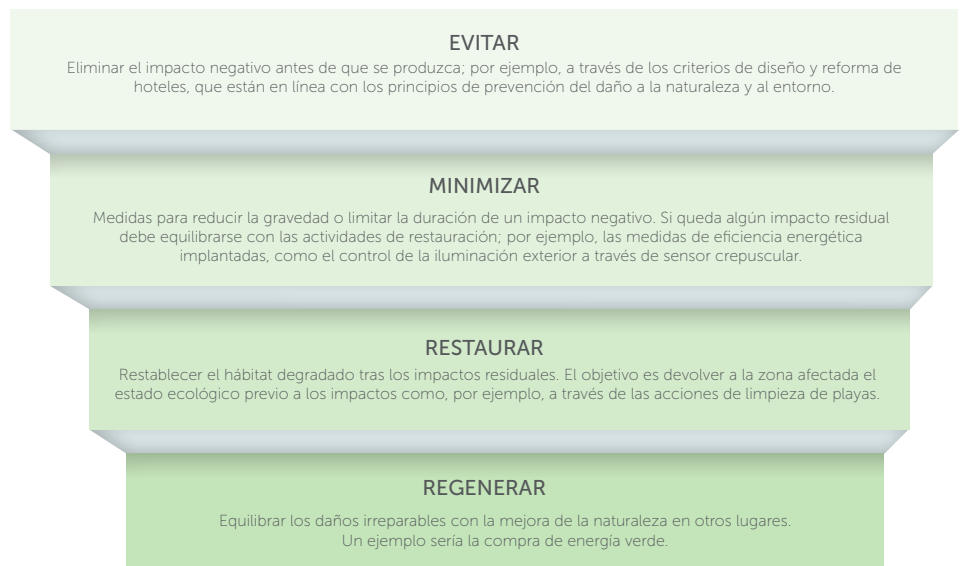 EVITAR
Eliminar el impacto negativo antes de que se produzca; por ejemplo, a través de los criterios de diseño y reforma de
hoteles, que están en línea con los principios de prevención del daño a la naturaleza y al entorno.
MINIMIZAR
Medidas para reducir la gravedad o limitar la duración de un impacto negativo. Si queda algún impacto residual
debe equilibrarse con las actividades de restauración; por ejemplo, las medidas de eficiencia energética
implantadas, como el control de la iluminación exterior a través de sensor crepuscular.
RESTAURAR
Restablecer el hábitat degradado tras los impactos residuales. El objetivo es devolver a la zona afectada el
estado ecológico previo a los impactos como, por ejemplo, a través de las acciones de limpieza de playas.
REGENERAR
Equilibrar los daños irreparables con la mejora de la naturaleza en otros lugares.
Un ejemplo sería la compra de energía verde.